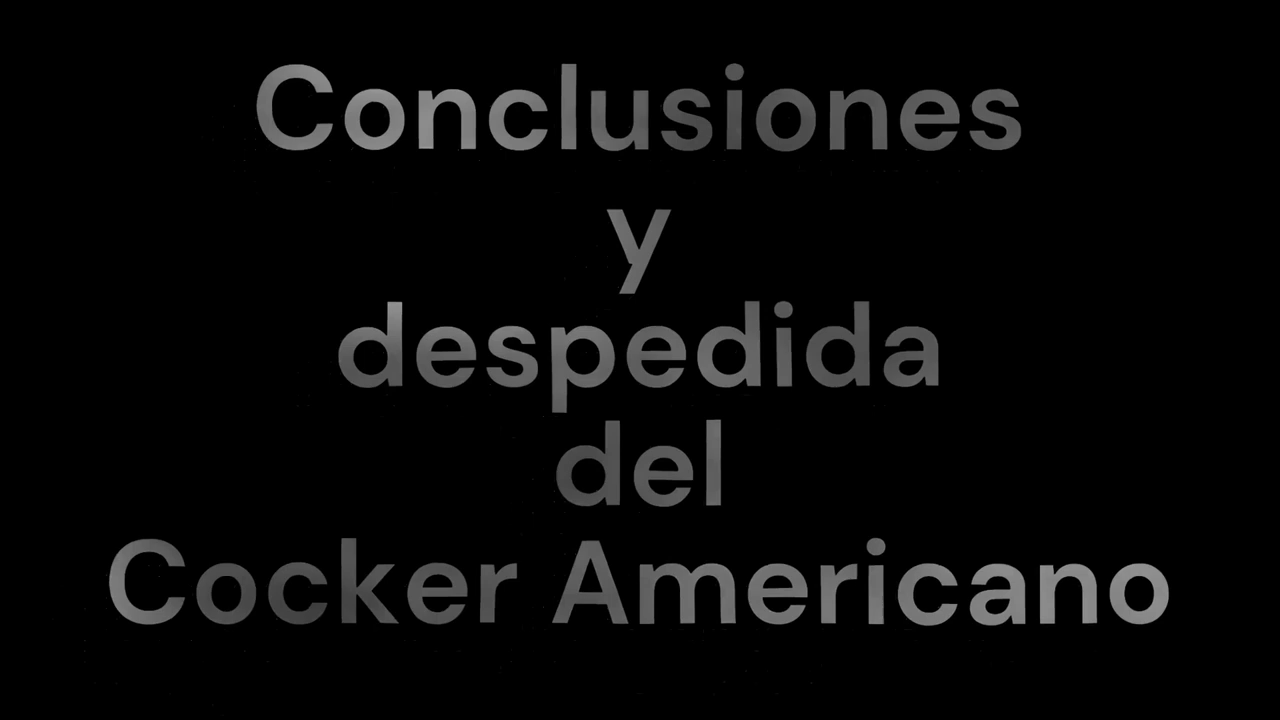 Conclusiones
y
despedida
del
Cocker Americano